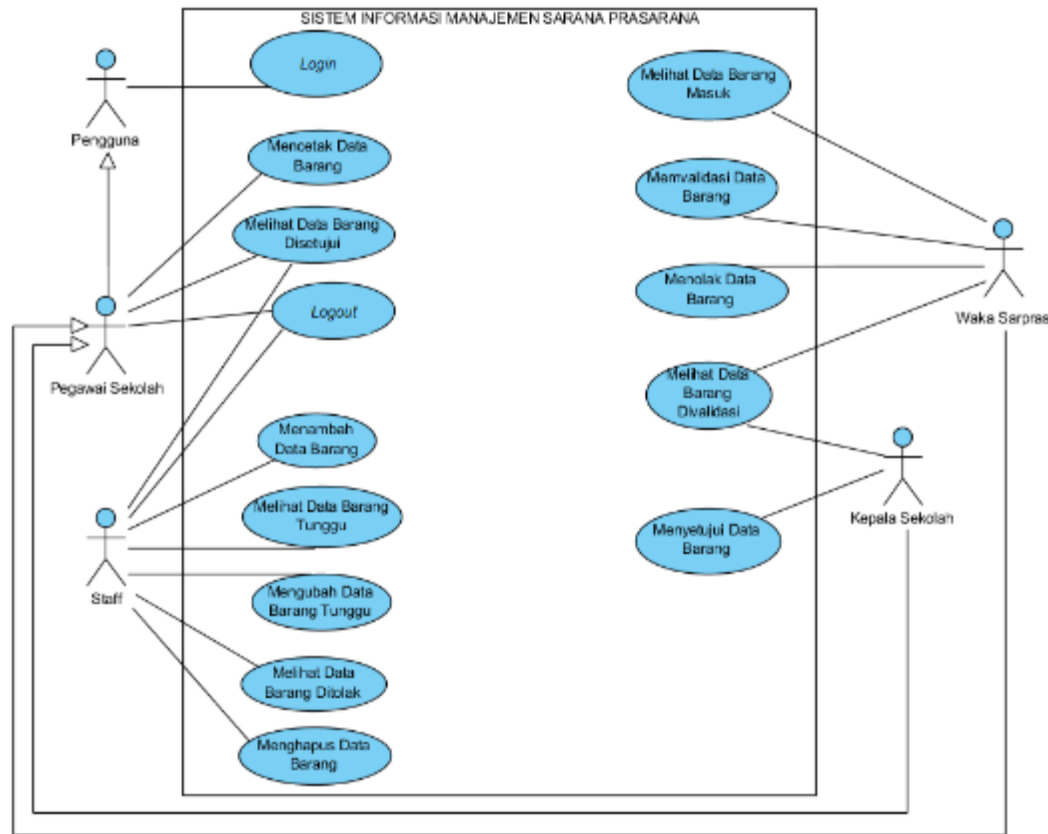 SISTEM INFORMASI MANAJEMEN SARANA PRASARANA
Login
Pengguna
Mencetak Data
Barang
Melihat Data Barang
Disetujui
Logout
Pegawai Sekolah
Menambah
Data Barang
Melihat Data Barang
Tunggu
Staff
Mengubah Data
Barang Tunggu
Melihat Data
Barang Ditolak
Menghapus Data
Barang
Melihat Data Barang
Masuk
Memvalidasi Data
Barang
Menolak Data
Barang
Waka Sarpras
Melihat Data
Barang
Divalidasi
Kepala Sekolah
Menyetujui Data
Barang